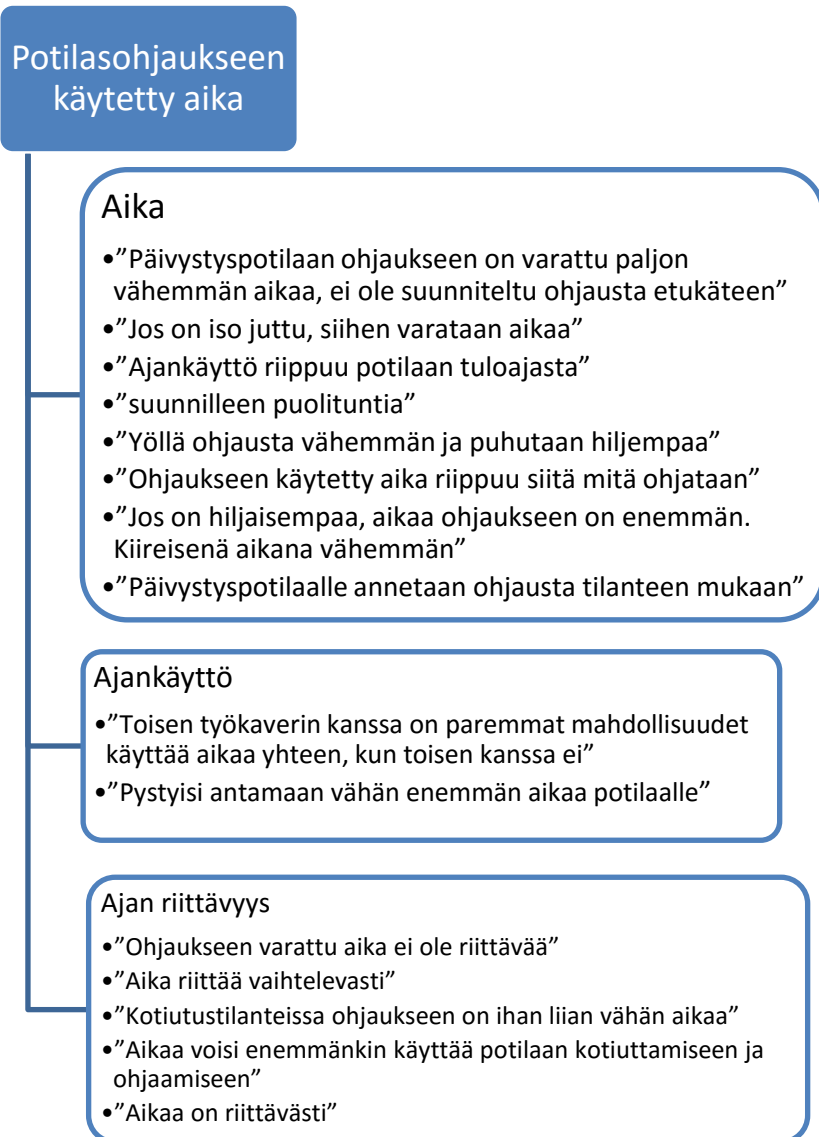 Potilasohjaukseen
käytetty aika
Aika
•”Päivystyspotilaan ohjaukseen on varattu paljon
vähemmän aikaa, ei ole suunniteltu ohjausta etukäteen”
•”Jos on iso juttu, siihen varataan aikaa”
•”Ajankäyttö riippuu potilaan tuloajasta”
•”suunnilleen puolituntia”
•”Yöllä ohjausta vähemmän ja puhutaan hiljempaa”
•”Ohjaukseen käytetty aika riippuu siitä mitä ohjataan”
•”Jos on hiljaisempaa, aikaa ohjaukseen on enemmän.
Kiireisenä aikana vähemmän”
•”Päivystyspotilaalle annetaan ohjausta tilanteen mukaan”
Ajankäyttö
•”Toisen työkaverin kanssa on paremmat mahdollisuudet
käyttää aikaa yhteen, kun toisen kanssa ei”
•”Pystyisi antamaan vähän enemmän aikaa potilaalle”
Ajan riittävyys
•”Ohjaukseen varattu aika ei ole riittävää”
•”Aika riittää vaihtelevasti”
•”Kotiutustilanteissa ohjaukseen on ihan liian vähän aikaa”
•”Aikaa voisi enemmänkin käyttää potilaan kotiuttamiseen ja
ohjaamiseen”
•”Aikaa on riittävästi”